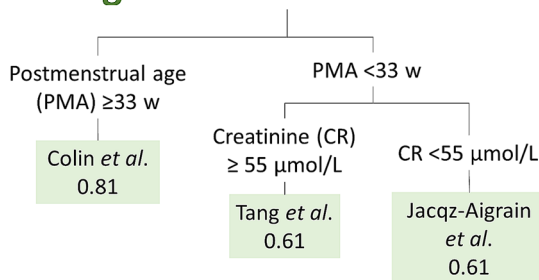 Postmenstrual age
(PMA) ≥33 w
PMA <33 w
Colin et al.
0.81
Creatinine (CR)
≥ 55 µmol/L
CR <55 µmol/L
Tang et al.
0.61
Jacqz-Aigrain
et al.
0.61